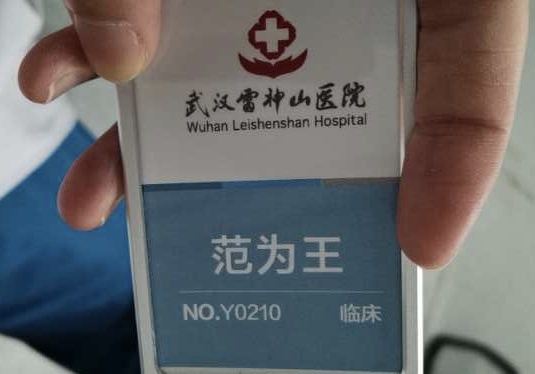 武汉雷神山医院
Wuhan Leishenshan Hospital
范为王
NO.Y0210 临床